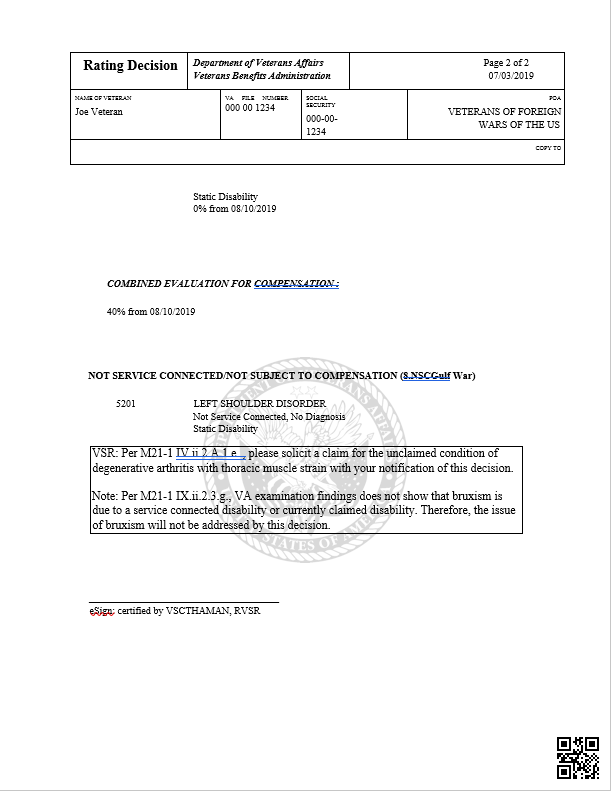 Rating Decision
Department of Veterans Affairs
Veterans Benefits Administration
Page 2 of 2
07/03/2019
NAME OF VETERAN
Joe Veteran
VA FILE NUMBER
000 00 1234
SOCIAL
SECURITY
000-00-
1234
POA
VETERANS OF FOREIGN
WARS OF THE US
COPY TO
Static Disability
0% from 08/10/2019
COMBINED EVALUATION FOR COMPENSATION :
40% from 08/10/2019
NOT SERVICE CONNECTED/NOT SUBJECT TO COMPENSATION (8.NSCGulf War)
5201
LEFT SHOULDER DISORDER
Not Service Connected, No Diagnosis
Static Disability
VSR: Per M21-1 IV.ii.2.A.1.e., please solicit a claim for the unclaimed condition of
degenerative arthritis with thoracic muscle strain with your notification of this decision.
Note: Per M21-1 IX.ii.2.3.g., VA examination findings does not show that bruxism is
due to a service connected disability or currently claimed disability. Therefore, the issue
of bruxism will not be addressed by this decision.
eSign: certified by VSCTHAMAN, RVSR